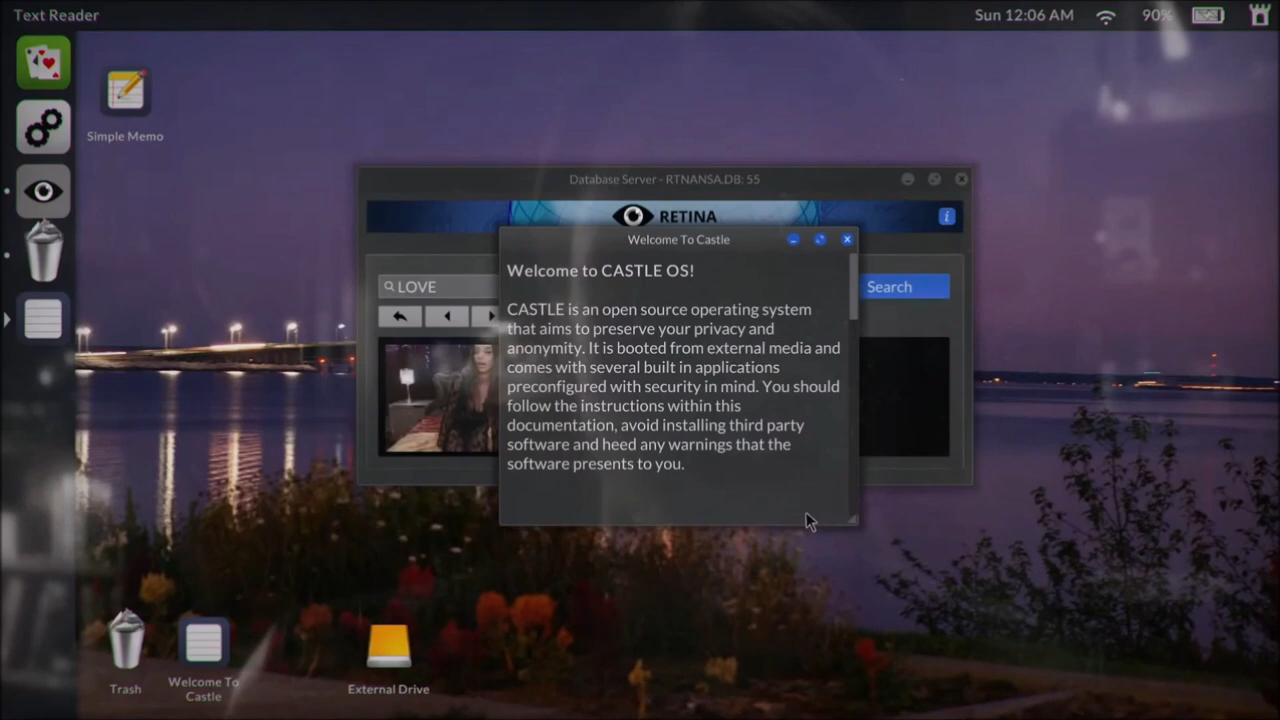 Text Reader
Sun 12:06 AM
90%
Simple Memo
Database Server - RTNANSA.DB: 55
RETINA
i
Welcome To Castle
LOVE
Search
Welcome to CASTLE OS!
CASTLE is an open source operating system
that aims to preserve your privacy and
anonymity. It is booted from external media and
comes with several built in applications
preconfigured with security in mind. You should
follow the instructions within this
documentation, avoid installing third party
software and heed any warnings that the
software presents to you.
Trash
Welcome To
Castle
External Drive